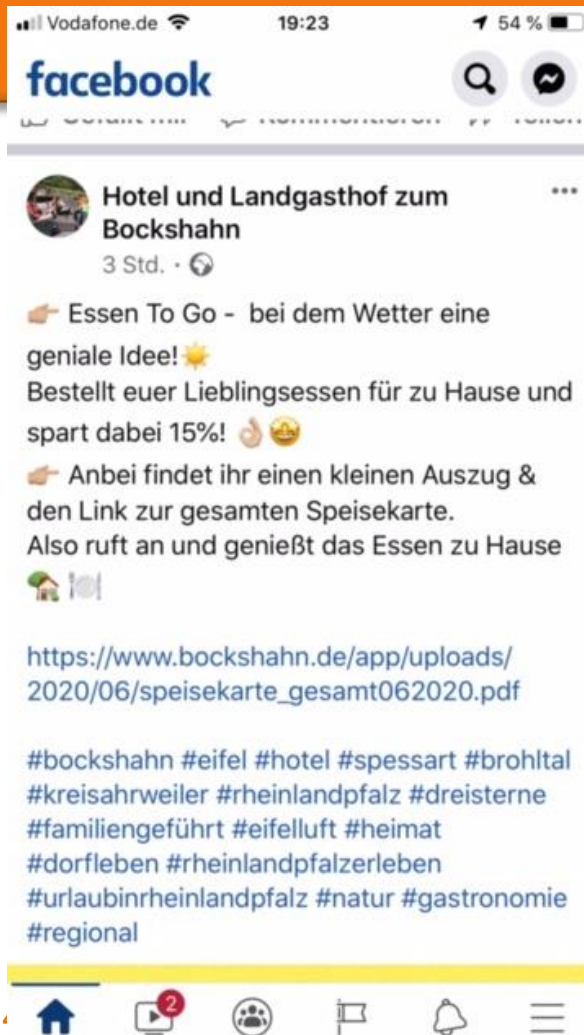 Vodafone.de 19:23 54 %
facebook
Gefällt mir Kommentieren Teilen
Hotel und Landgasthof zum
Bockshahn
3 Std. ·
👉🏼 Essen To Go - bei dem Wetter eine
geniale Idee!☀️
Bestellt euer Lieblingsessen für zu Hause und
spart dabei 15%! 👌🏼🤩
👉🏼 Anbei findet ihr einen kleinen Auszug &
den Link zur gesamten Speisekarte.
Also ruft an und genießt das Essen zu Hause
🏡🍽
https://www.bockshahn.de/app/uploads/
2020/06/speisekarte_gesamt062020.pdf
#bockshahn #eifel #hotel #spessart #brohltal
#kreisahrweiler #rheinlandpfalz #dreisterne
#familiengeführt #eifelluft #heimat
#dorfleben #rheinlandpfalzerleben
#urlaubinrheinlandpfalz #natur #gastronomie
#regional
2